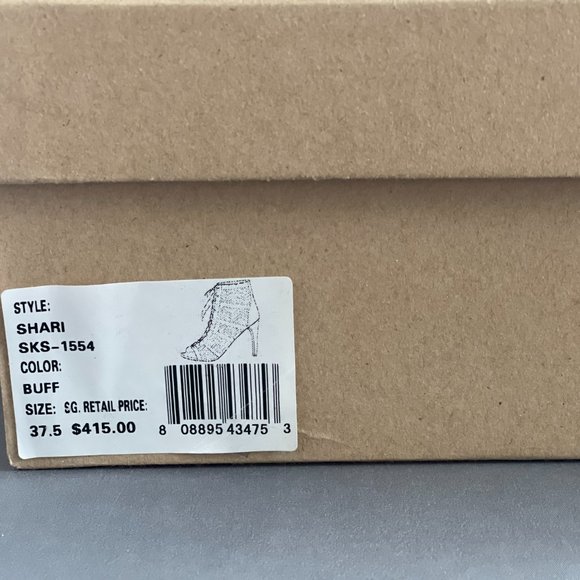 STYLE:
SHARI
SKS-1554
COLOR:
BUFF
SIZE: SG. RETAIL PRICE:
37.5 $415.00
8 08895 43475 3